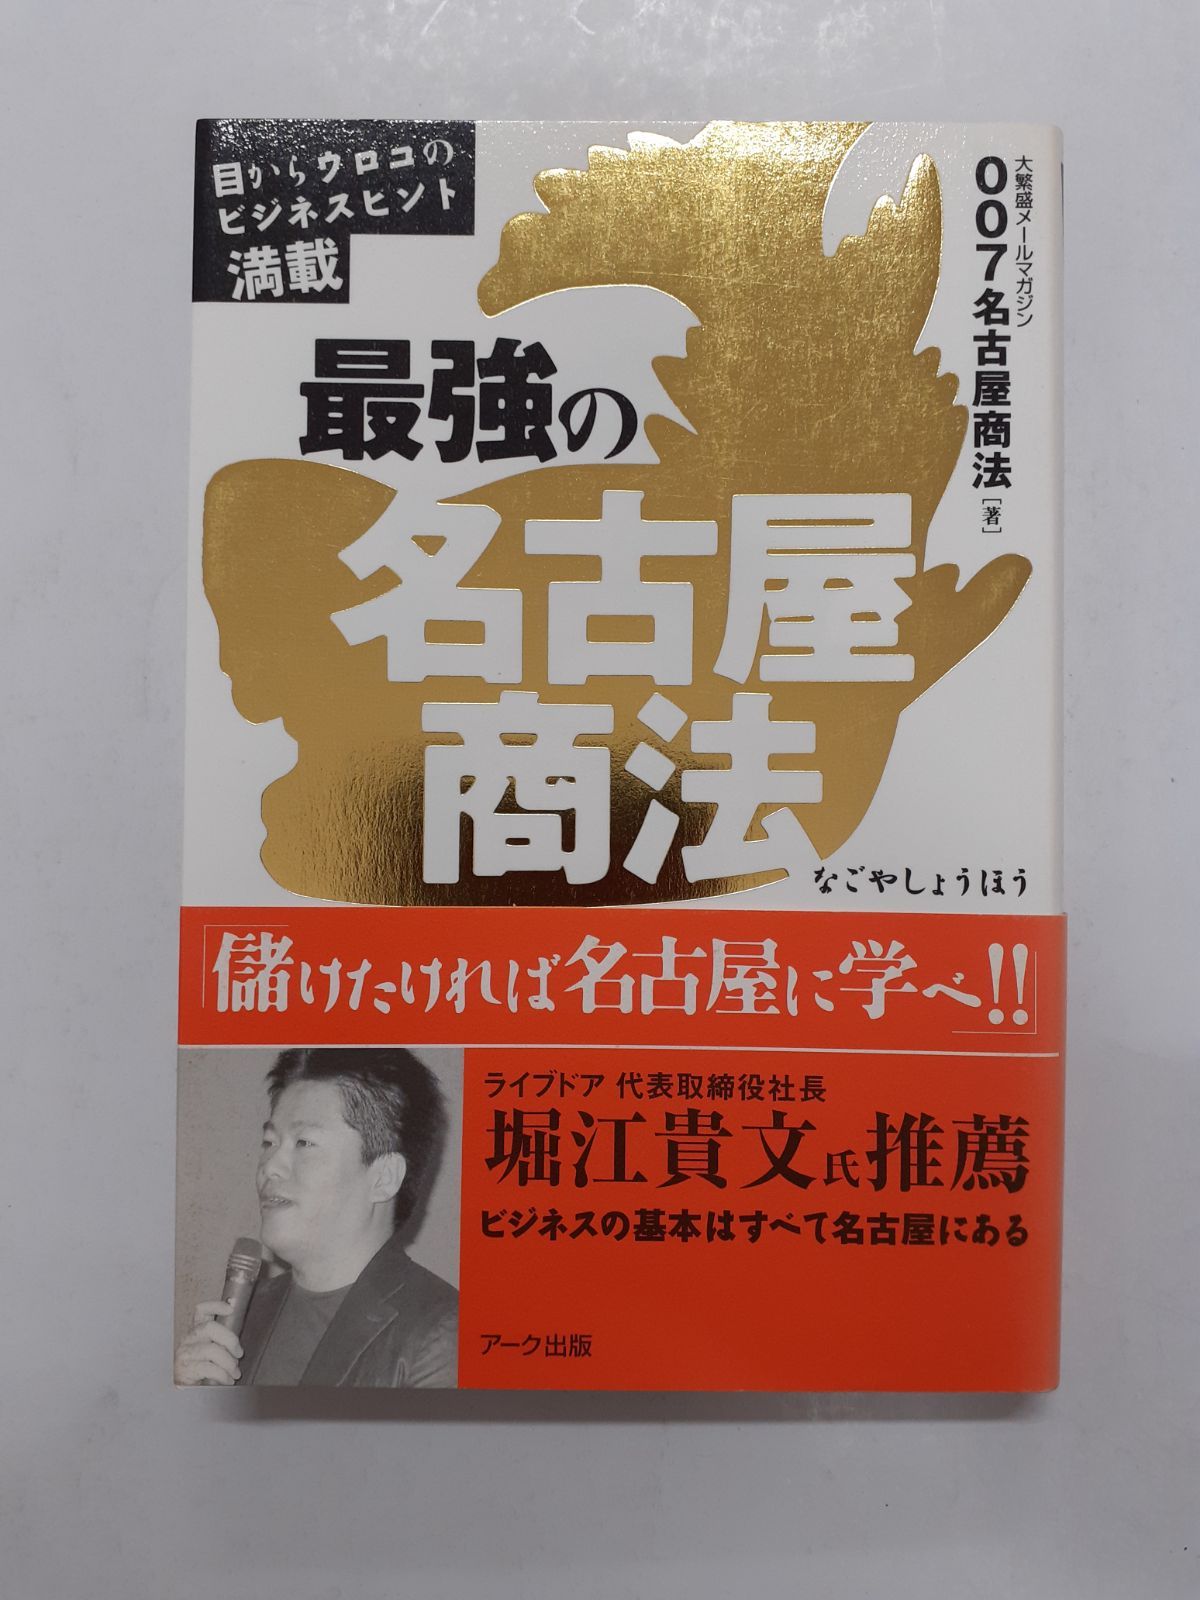 目からウロコの
ビジネスヒント
満載
大繁盛メールマガジン
007名古屋商法[著]
最強の
名古屋
商法
なごやしょうほう
「儲けたければ名古屋に学べ!!」
ライブドア 代表取締役社長
堀江貴文氏推薦
ビジネスの基本はすべて名古屋にある
アーク出版